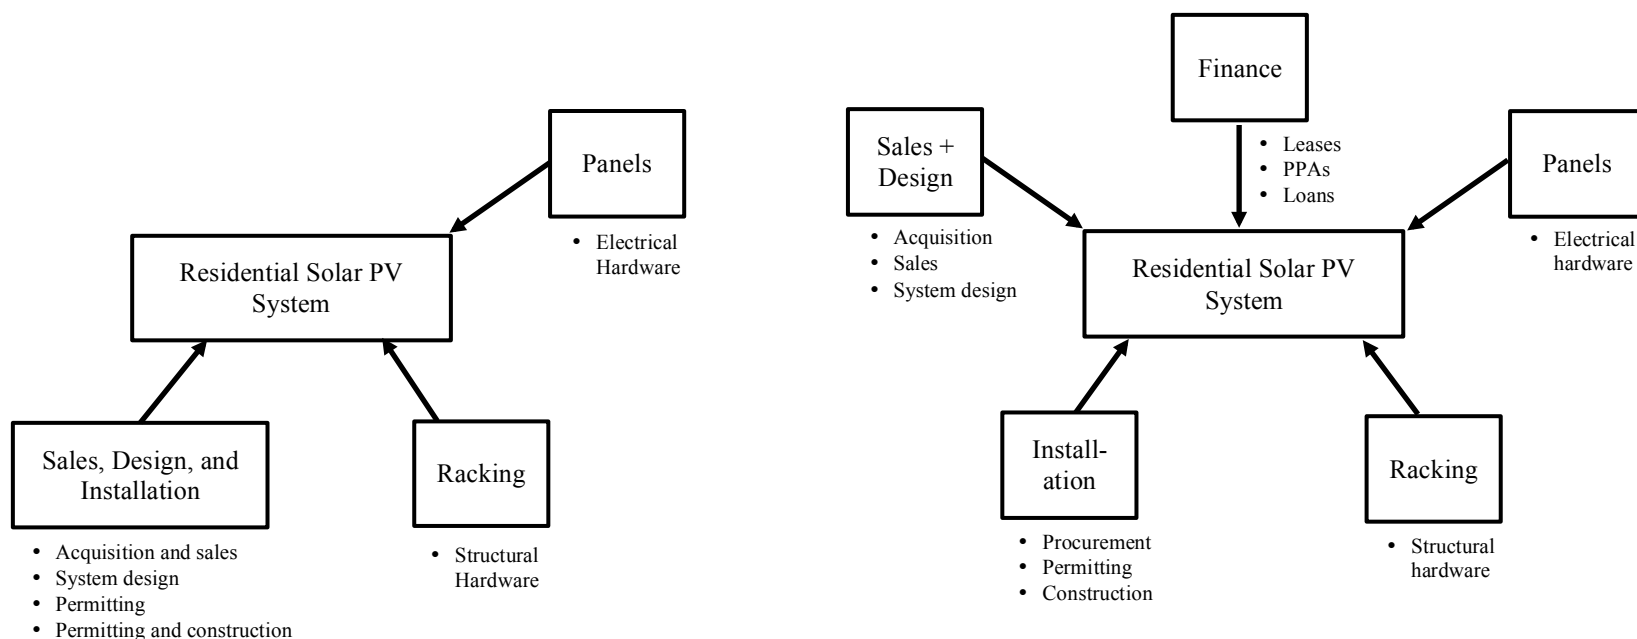 Panels
• Electrical
Hardware
Residential Solar PV
System
Sales, Design, and
Installation
• Acquisition and sales
• System design
• Permitting
• Permitting and construction
Racking
• Structural
Hardware
Finance
• Leases
• PPAs
• Loans
Sales +
Design
• Acquisition
• Sales
• System design
Panels
• Electrical
hardware
Residential Solar PV
System
Install-
ation
• Procurement
• Permitting
• Construction
Racking
• Structural
hardware